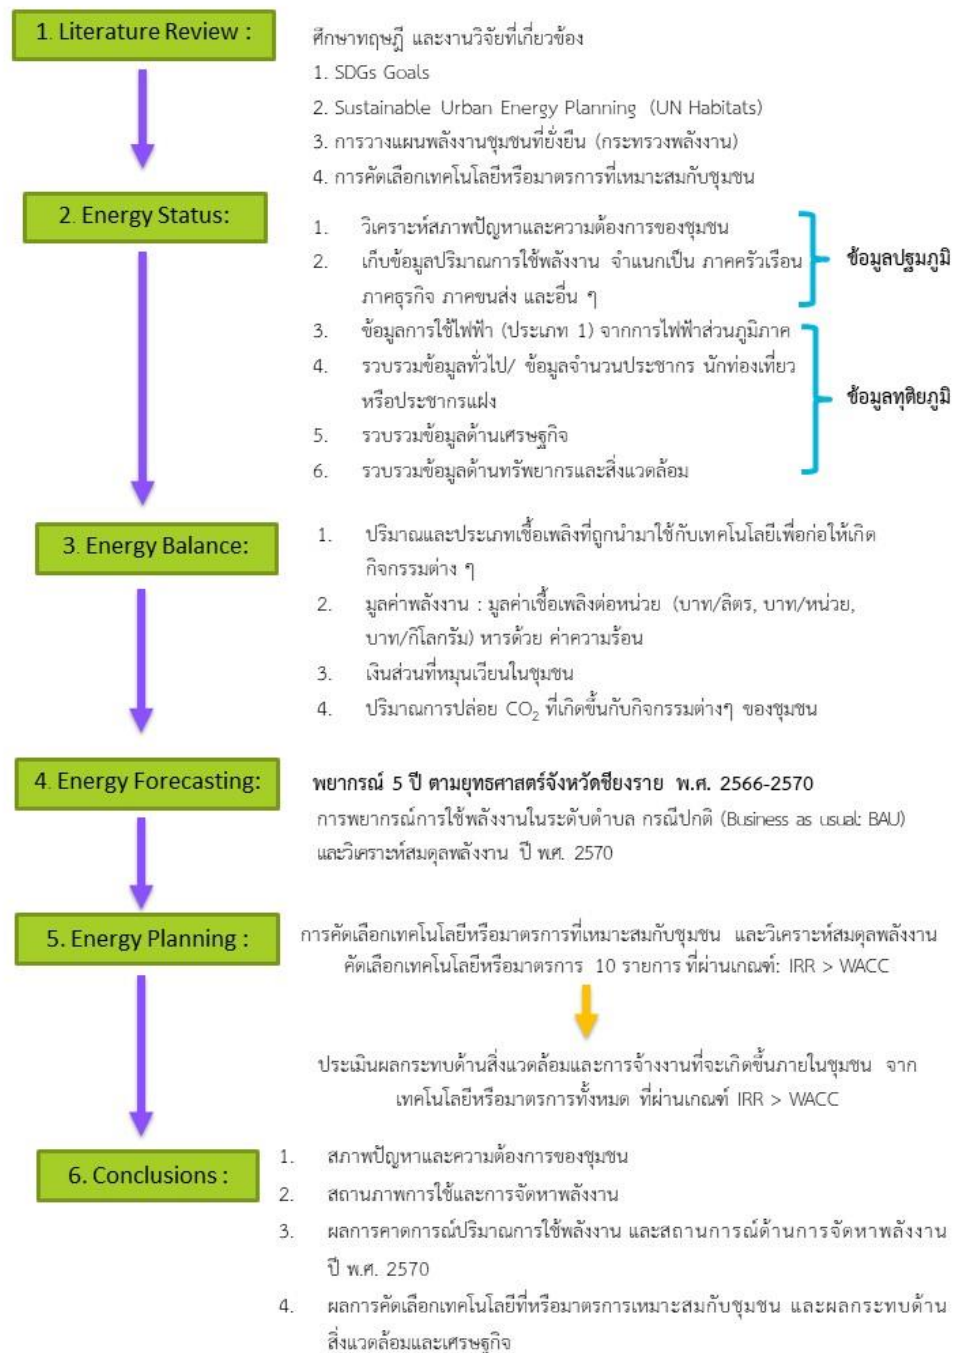 1. Literature Review :
ศึกษาทฤษฎี และงานวิจัยที่เกี่ยวข้อง
1. SDGs Goals
2. Sustainable Urban Energy Planning (UN Habitats)
3. การวางแผนพลังงานชุมชนที่ยั่งยืน (กระทรวงพลังงาน)
4. การคัดเลือกเทคโนโลยีหรือมาตรการที่เหมาะสมกับชุมชน
2. Energy Status:
1. วิเคราะห์สภาพปัญหาและความต้องการของชุมชน
2. เก็บข้อมูลปริมาณการใช้พลังงาน จำแนกเป็น ภาคครัวเรือน
ภาคธุรกิจ ภาคขนส่ง และอื่น ๆ
ข้อมูลปฐมภูมิ
3. ข้อมูลการใช้ไฟฟ้า (ประเภท 1) จากการไฟฟ้าส่วนภูมิภาค
4. รวบรวมข้อมูลทั่วไป/ ข้อมูลจำนวนประชากร นักท่องเที่ยว
หรือประชากรแฝง
5. รวบรวมข้อมูลด้านเศรษฐกิจ
6. รวบรวมข้อมูลด้านทรัพยากรและสิ่งแวดล้อม
ข้อมูลทุติยภูมิ
3. Energy Balance:
1. ปริมาณและประเภทเชื้อเพลิงที่ถูกนำมาใช้กับเทคโนโลยีเพื่อก่อให้เกิด
กิจกรรมต่าง ๆ
2. มูลค่าพลังงาน : มูลค่าเชื้อเพลิงต่อหน่วย (บาท/ลิตร, บาท/หน่วย,
บาท/กิโลกรัม) หารด้วย ค่าความร้อน
3. เงินส่วนที่หมุนเวียนในชุมชน
4. ปริมาณการปล่อย CO₂ ที่เกิดขึ้นกับกิจกรรมต่างๆ ของชุมชน
4. Energy Forecasting:
พยากรณ์ 5 ปี ตามยุทธศาสตร์จังหวัดชียงราย พ.ศ. 2566-2570
การพยากรณ์การใช้พลังงานในระดับตำบล กรณีปกติ (Business as usual: BAU)
และวิเคราะห์สมดุลพลังงาน ปี พ.ศ. 2570
5. Energy Planning :
การคัดเลือกเทคโนโลยีหรือมาตรการที่เหมาะสมกับชุมชน และวิเคราะห์สมดุลพลังงาน
คัดเลือกเทคโนโลยีหรือมาตรการ 10 รายการ ที่ผ่านเกณฑ์: IRR > WACC
ประเมินผลกระทบด้านสิ่งแวดล้อมและการจ้างงานที่จะเกิดขึ้นภายในชุมชน จาก
เทคโนโลยีหรือมาตรการทั้งหมด ที่ผ่านเกณฑ์ IRR > WACC
6. Conclusions :
1. สภาพปัญหาและความต้องการของชุมชน
2. สถานภาพการใช้และการจัดหาพลังงาน
3. ผลการคาดการณ์ปริมาณการใช้พลังงาน และสถานการณ์ด้านการจัดหาพลังงาน
ปี พ.ศ. 2570
4. ผลการคัดเลือกเทคโนโลยีที่หรือมาตรการเหมาะสมกับชุมชน และผลกระทบด้าน
สิ่งแวดล้อมและเศรษฐกิจ